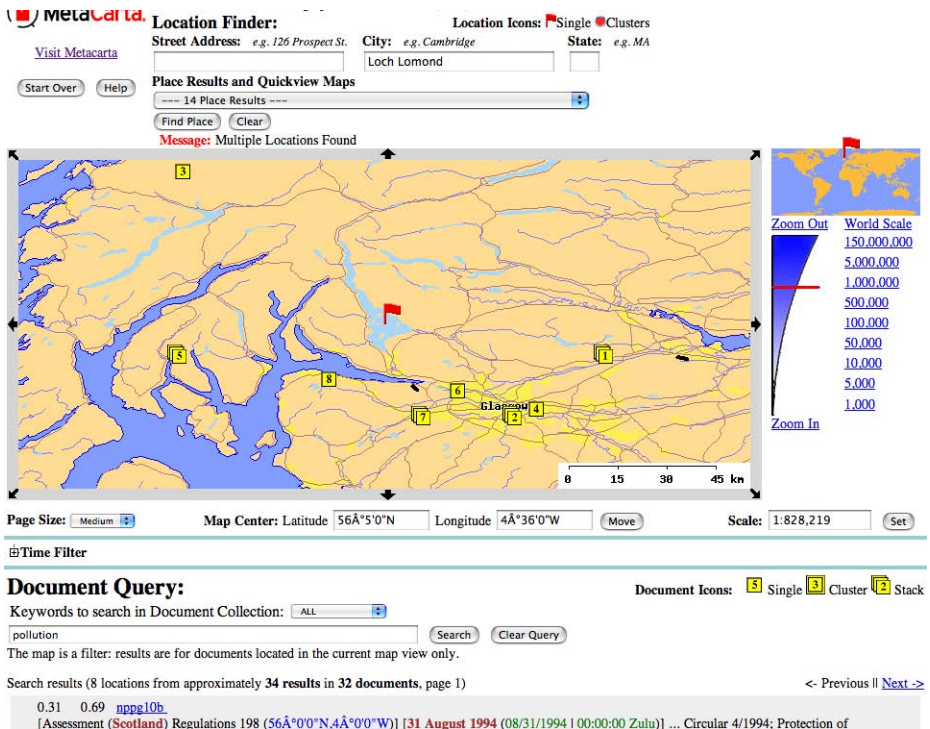 MetaCarta.
Location Finder:
Location Icons: Single Clusters
Street Address: e.g. 126 Prospect St. City: e.g. Cambridge State: e.g. MA
Visit Metacarta
Loch Lomond
Start Over Help
Place Results and Quickview Maps
--- 14 Place Results ---
Find Place Clear
Message: Multiple Locations Found
3
5
8
6
1
Glasgow 4
7
2
0 15 30 45 km
Zoom Out World Scale
150,000,000
5,000,000
1,000,000
500,000
100,000
50,000
10,000
5,000
1,000
Zoom In
Page Size: Medium Map Center: Latitude 56Â°5'0"N Longitude 4Â°36'0"W Move Scale: 1:828,219 Set
Time Filter
Document Query:
Document Icons: 5 Single 3 Cluster 2 Stack
Keywords to search in Document Collection: ALL
pollution Search Clear Query
The map is a filter: results are for documents located in the current map view only.
Search results (8 locations from approximately 34 results in 32 documents, page 1) <- Previous || Next ->
0.31 0.69 nppg10b
[Assessment (Scotland) Regulations 198 (56Â°0'0"N,4Â°0'0"W)] [31 August 1994 (08/31/1994 | 00:00:00 Zulu)] ... Circular 4/1994; Protection of